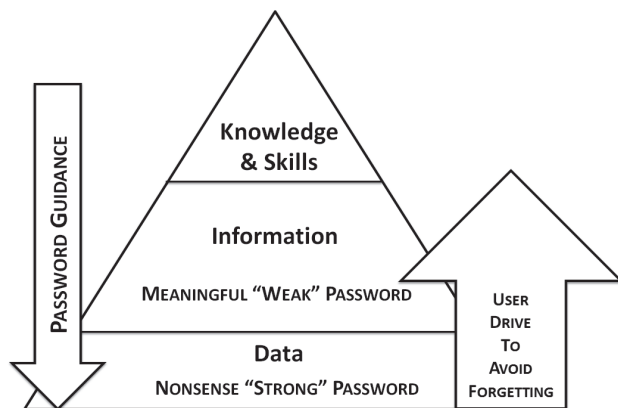 Knowledge
& Skills
Information
MEANINGFUL “WEAK” PASSWORD
Data
NONSENSE “STRONG” PASSWORD
PASSWORD GUIDANCE
USER
DRIVE
TO
AVOID
FORGETTING